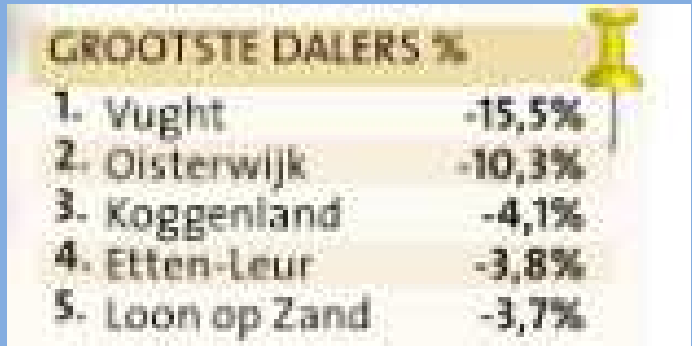 GROOTSTE DALERS %
1. Vught -15,5%
2. Oisterwijk -10,3%
3. Koggenland -4,1%
4. Etten-Leur -3,8%
5. Loon op Zand -3,7%